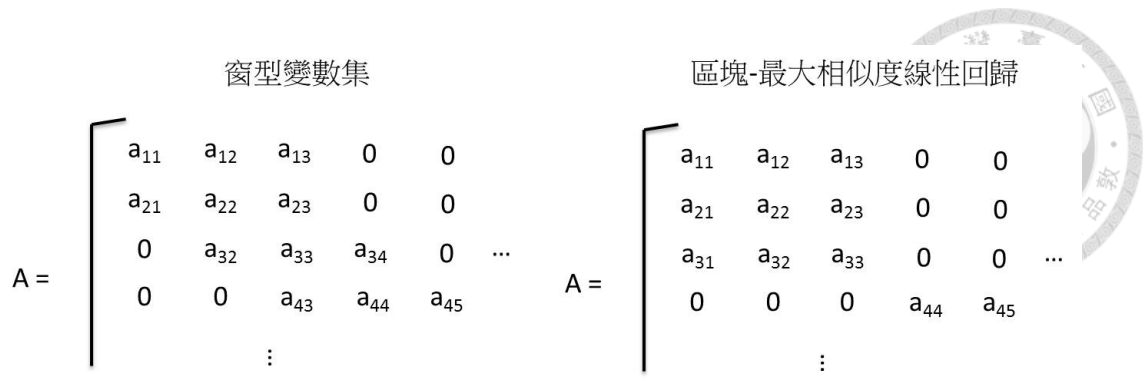 窗型變數集
A =
a₁₁ a₁₂ a₁₃ 0 0
a₂₁ a₂₂ a₂₃ 0 0
0 a₃₂ a₃₃ a₃₄ 0 ...
0 0 a₄₃ a₄₄ a₄₅
⋮
區塊-最大相似度線性回歸
A =
a₁₁ a₁₂ a₁₃ 0 0
a₂₁ a₂₂ a₂₃ 0 0
a₃₁ a₃₂ a₃₃ 0 0 ...
0 0 0 a₄₄ a₄₅
⋮